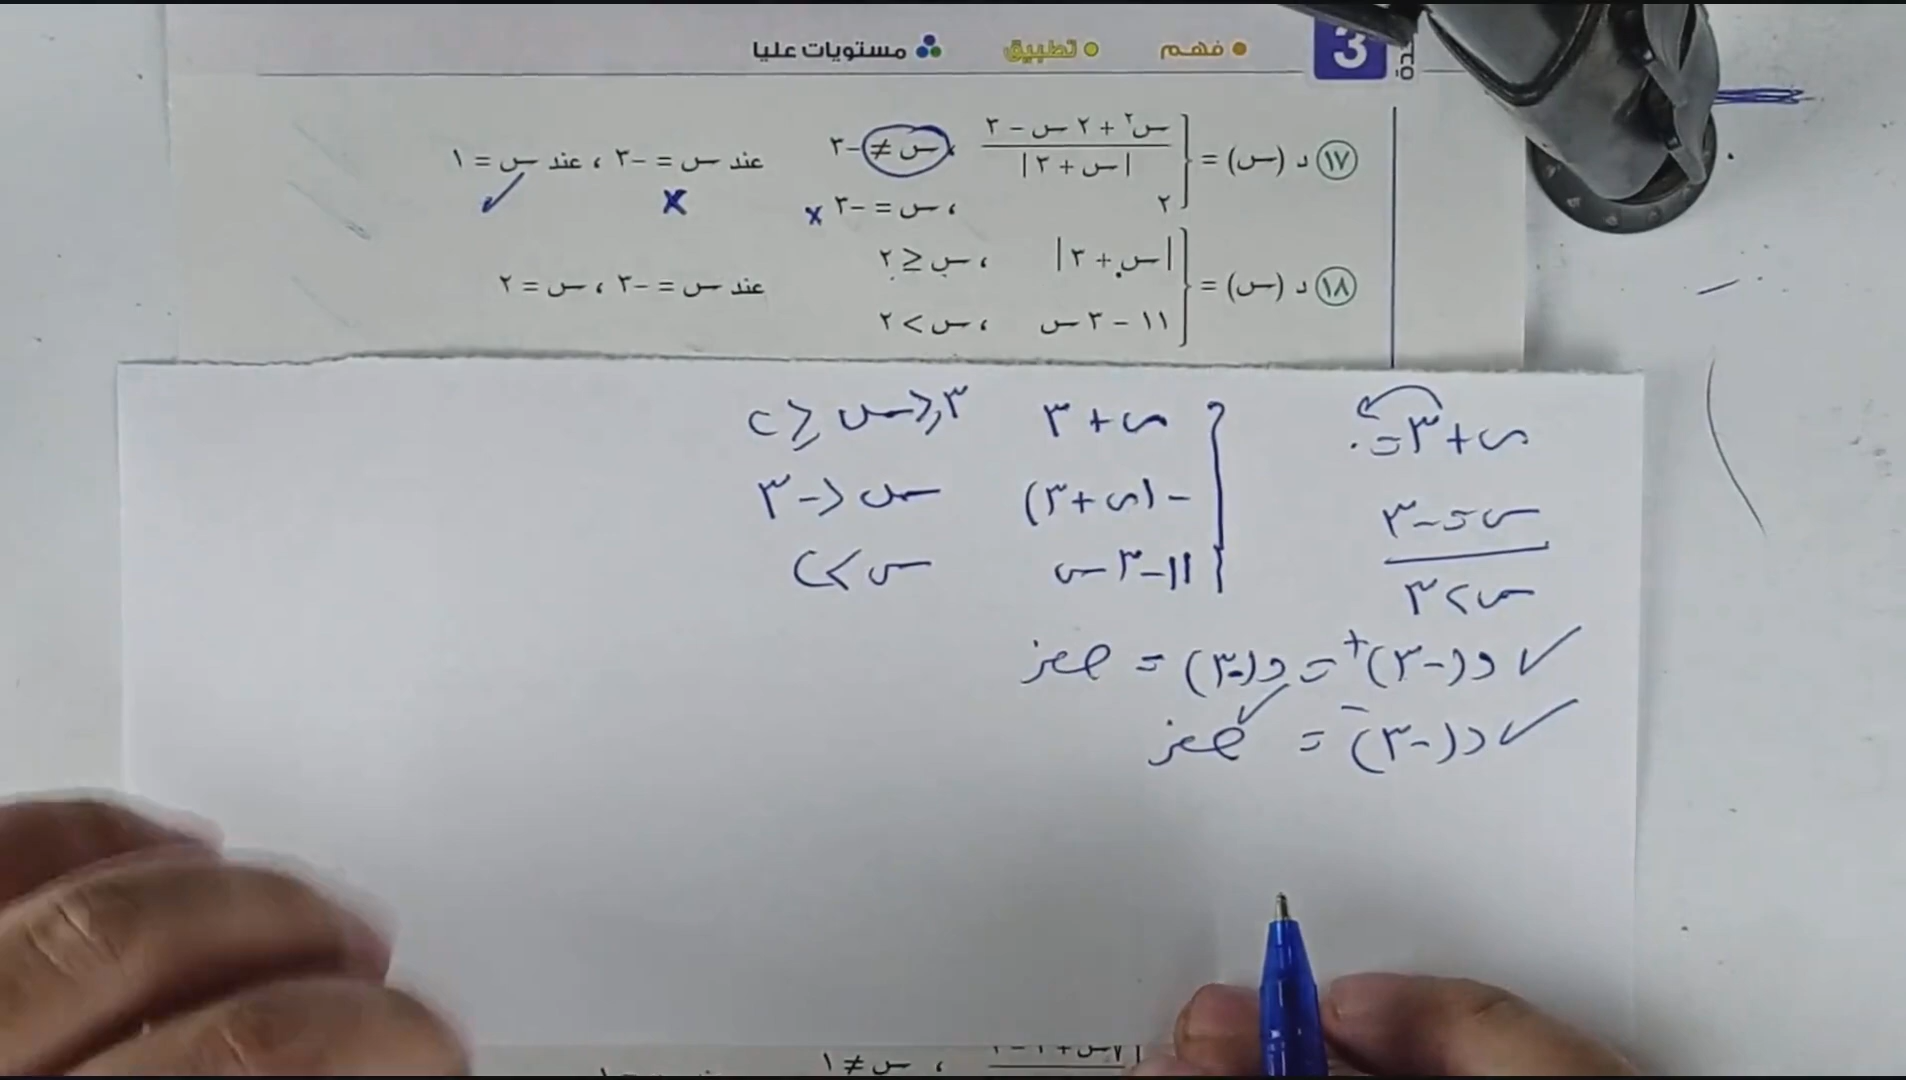 3 فهم تطبيق مستويات عليا
١٧ د (س) = س٢ + ٢ س − ٣ / | س + ٣ | ، س ≠ −٣ عند س = −٣ ، عند س = ١
٢ ، س = −٣ x x
١٨ د (س) = | س + ٣ | ، س ≤ ٢ عند س = −٣ ، س = ٢
١١ − ٣ س ، س > ٢
س + ٣ = ٠ س + ٣ ٣ ≤ س ≤ ٢
س = −٣ − (س + ٣) س < −٣
س > ٣ ١١ − ٣ س س > ٢
د (−٣)+ = د (−٣) = صفر
د (−٣)− = صفر
، س ≠ ١